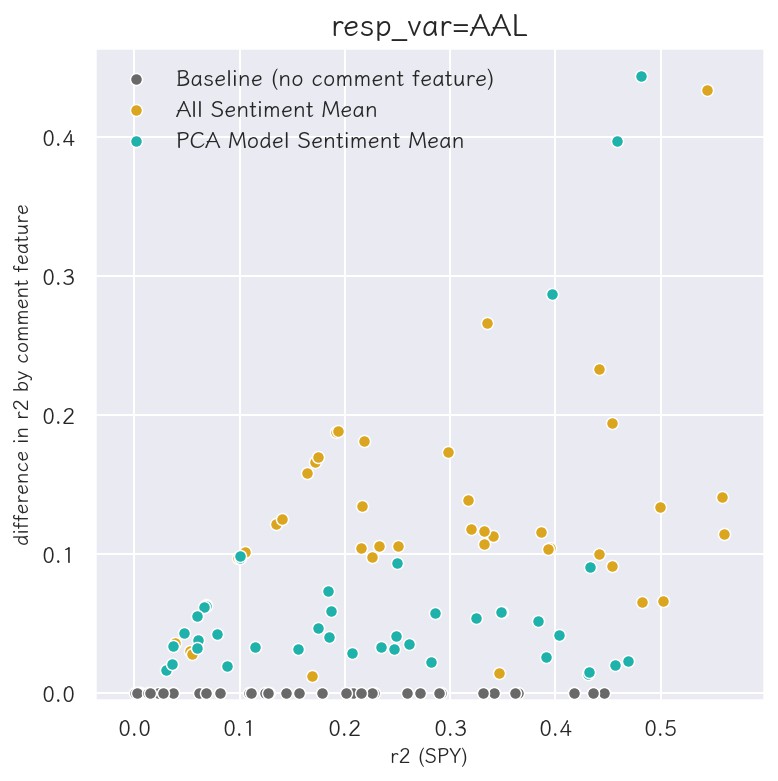 resp_var=AAL
Baseline (no comment feature)
All Sentiment Mean
PCA Model Sentiment Mean
difference in r2 by comment feature
0.4
0.3
0.2
0.1
0.0
0.0 0.1 0.2 0.3 0.4 0.5
r2 (SPY)